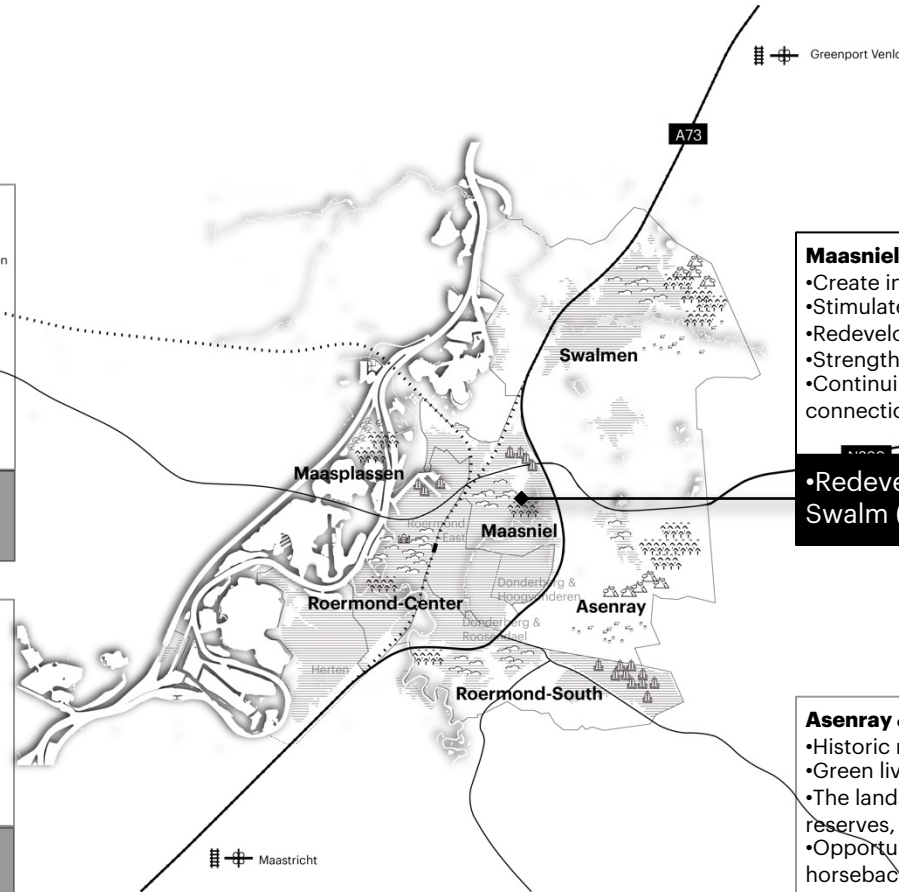 Greenport Venlo
A73
n
Maasniel
•Create in
•Stimulate
•Redevelo
•Strength
•Continui
connectio
•Redeve
Swalm (
Swalmen
Maasplassen
Roermond-
East
Maasniel
Donderberg &
Hoogvonderen
Roermond-Center
Asenray
Donderberg &
Roosendael
Herten
Roermond-South
Asenray
•Historic
•Green liv
•The land
reserves,
•Opportu
horseback
Maastricht